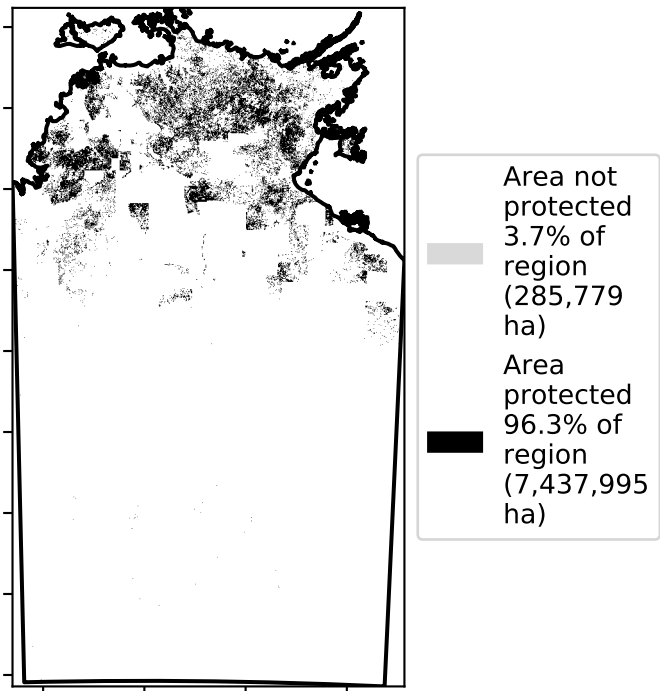 Area not
protected
3.7% of
region
(285,779
ha)
Area
protected
96.3% of
region
(7,437,995
ha)